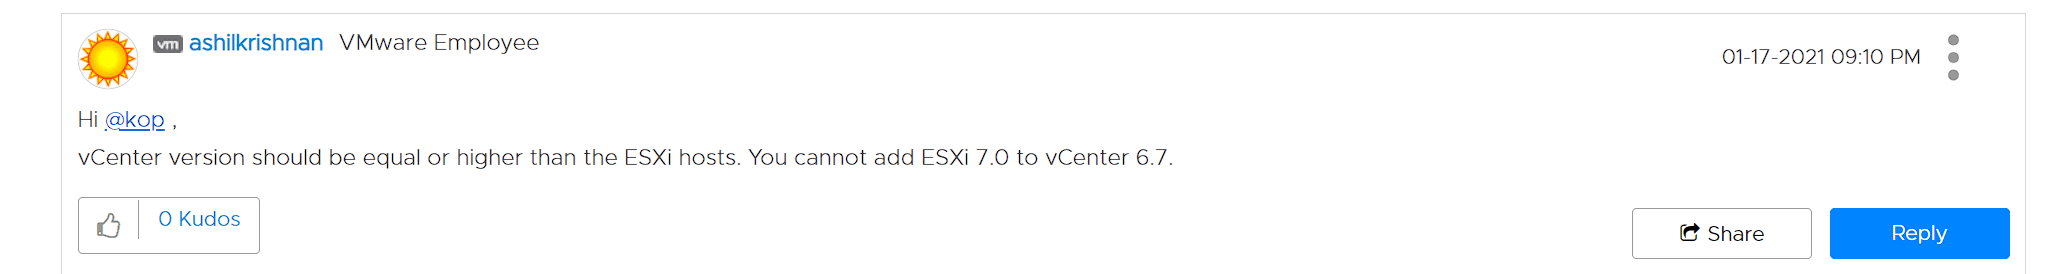 vm ashilkrishnan VMware Employee
01-17-2021 09:10 PM
Hi @kop ,
vCenter version should be equal or higher than the ESXi hosts. You cannot add ESXi 7.0 to vCenter 6.7.
0 Kudos
Share
Reply